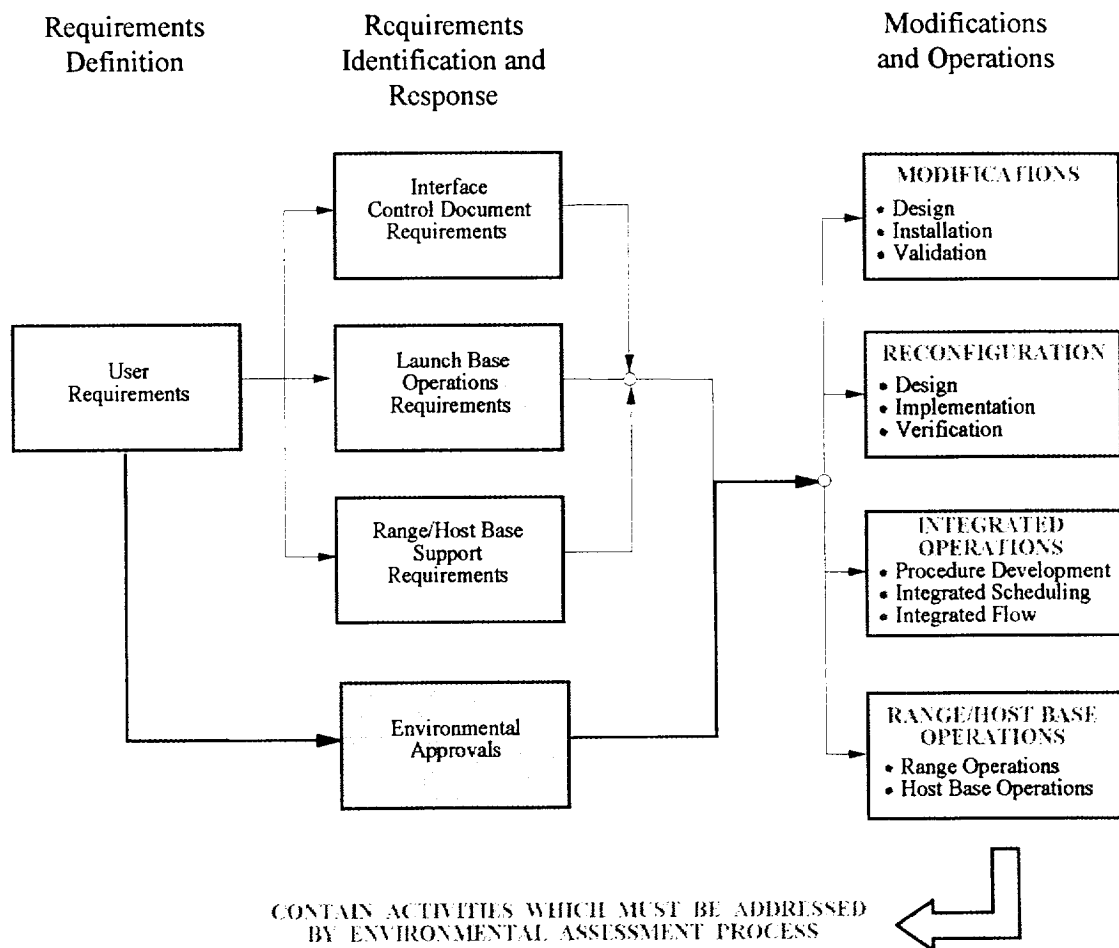 Requirements
Definition
Requirements
Identification and
Response
Modifications
and Operations
Interface
Control Document
Requirements
MODIFICATIONS
• Design
• Installation
• Validation
User
Requirements
Launch Base
Operations
Requirements
RECONFIGURATION
• Design
• Implementation
• Verification
Range/Host Base
Support
Requirements
INTEGRATED
OPERATIONS
• Procedure Development
• Integrated Scheduling
• Integrated Flow
Environmental
Approvals
RANGE/HOST BASE
OPERATIONS
• Range Operations
• Host Base Operations
CONTAIN ACTIVITIES WHICH MUST BE ADDRESSED
BY ENVIRONMENTAL ASSESSMENT PROCESS